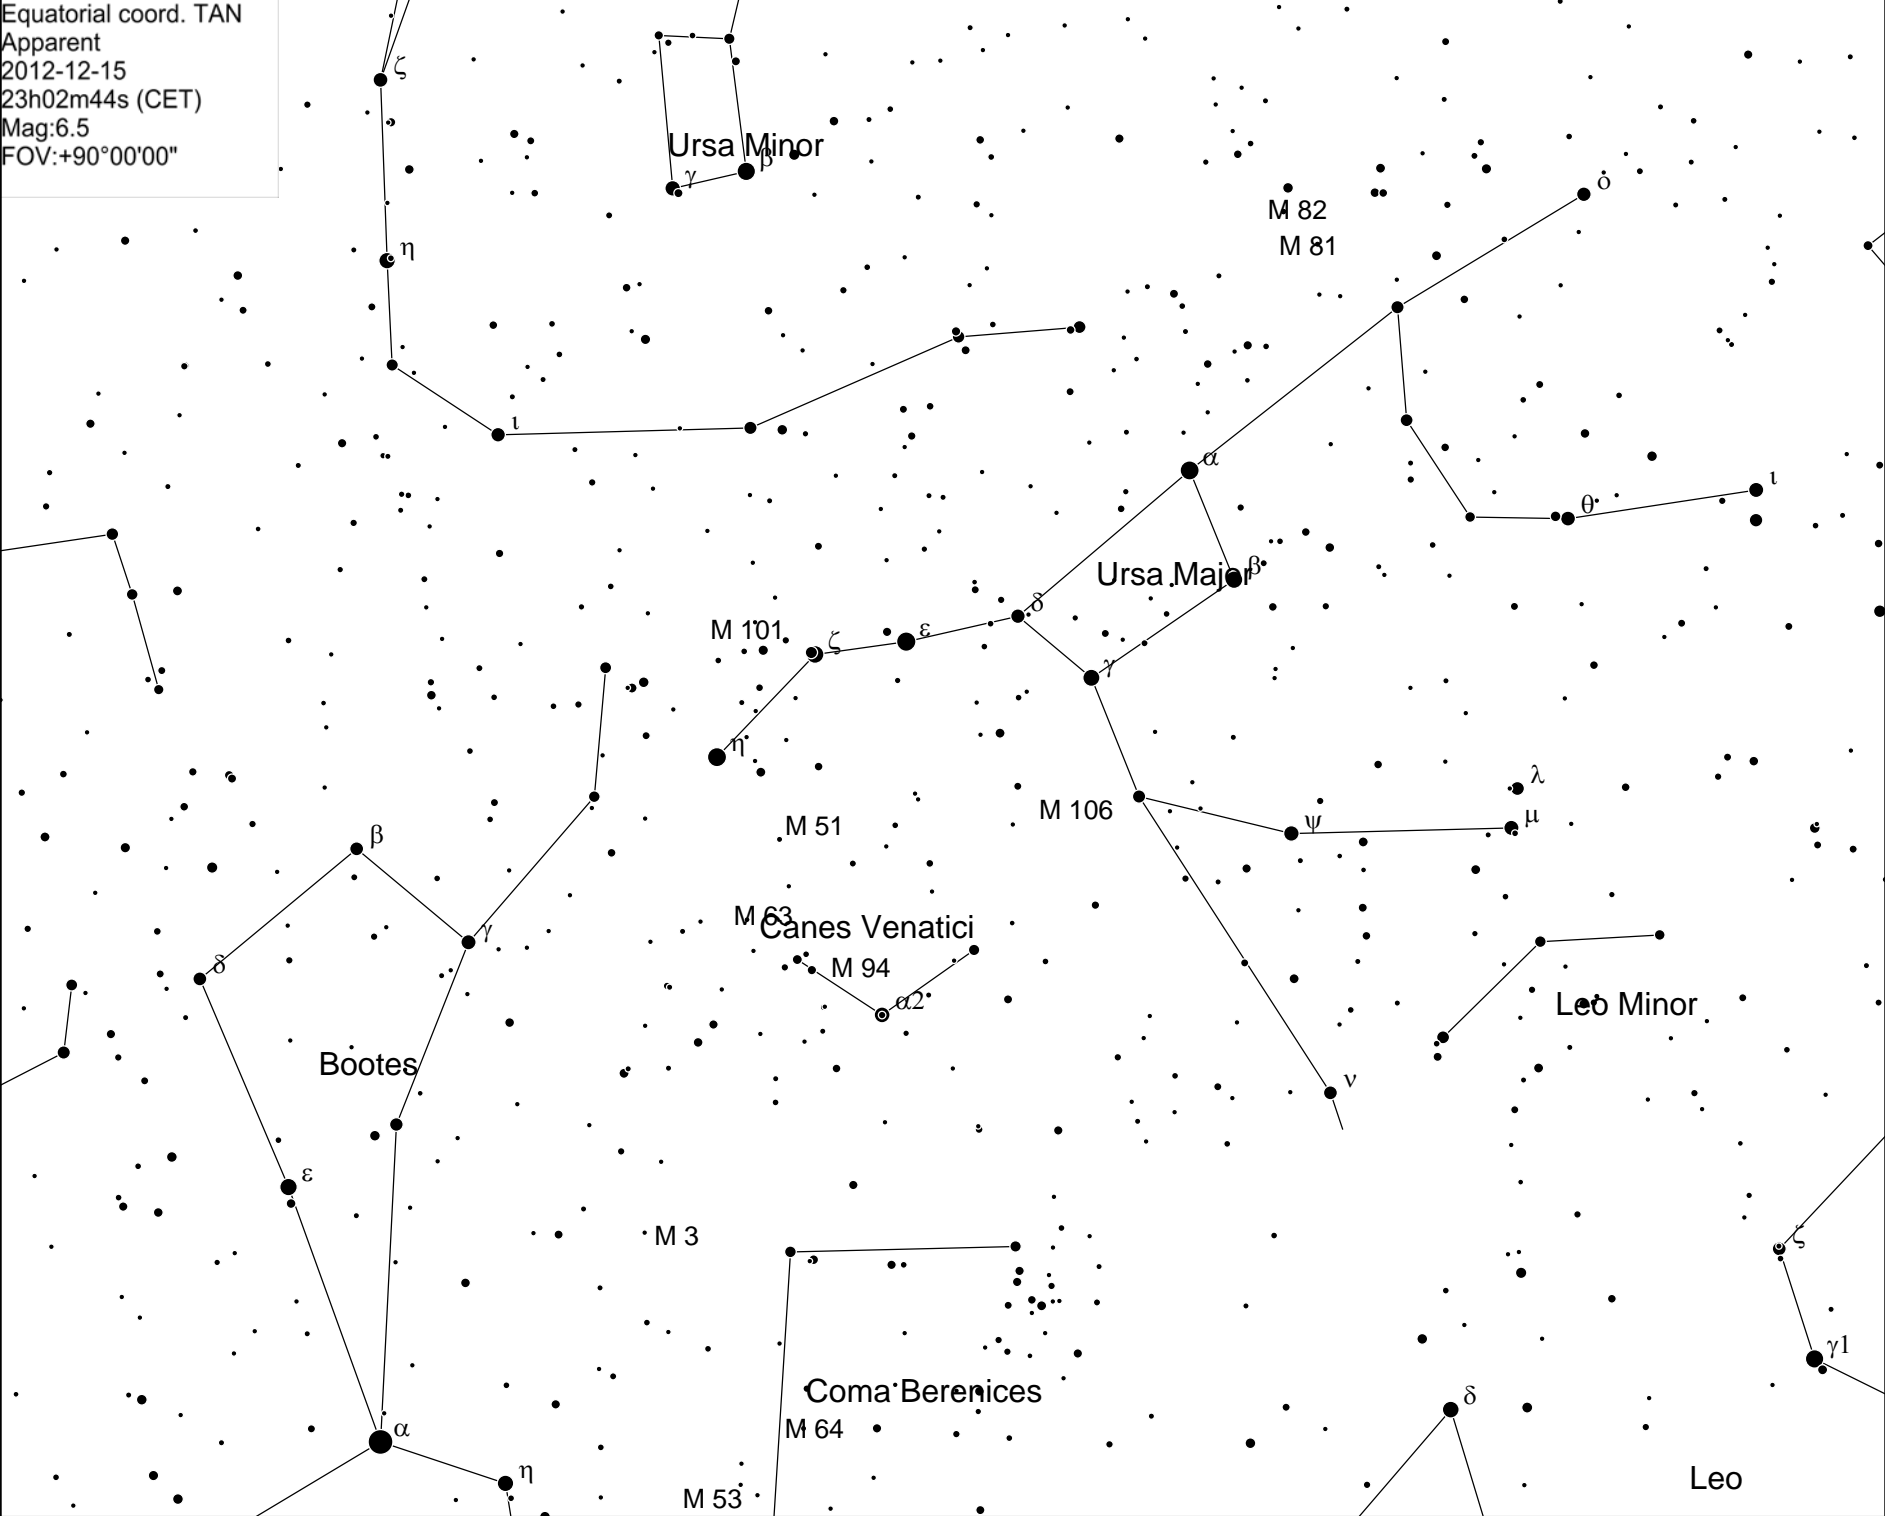 Equatorial coord. TAN
Apparent
2012-12-15
23h02m44s (CET)
Mag:6.5
FOV:+90°00'00"
ζ
Ursa Minor
β
γ
ο
M 82
M 81
η
ι
α
ι
θ
Ursa Major
β
δ
M 101
ζ
ε
γ
η
λ
M 106
μ
M 51
ψ
β
M 63
Canes Venatici
γ
δ
M 94
α2
Leo Minor
Bootes
ν
ε
M 3
ζ
γ1
Coma Berenices
δ
M 64
α
η
Leo
M 53